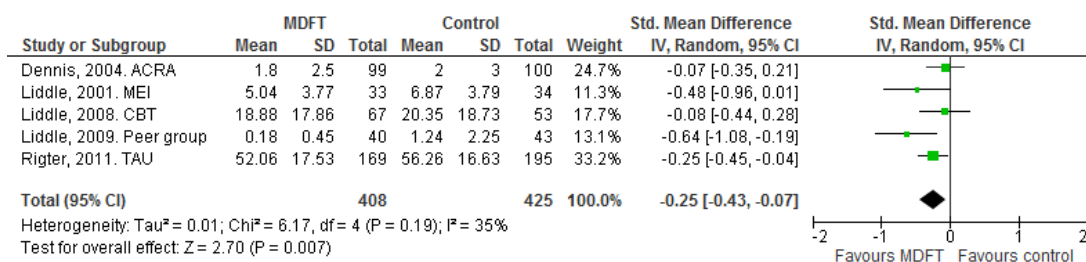 MDFT Control Std. Mean Difference Std. Mean Difference
Study or Subgroup Mean SD Total Mean SD Total Weight IV, Random, 95% CI IV, Random, 95% CI
Dennis, 2004. ACRA 1.8 2.5 99 2 3 100 24.7% -0.07 [-0.35, 0.21]
Liddle, 2001. MEI 5.04 3.77 33 6.87 3.79 34 11.3% -0.48 [-0.96, 0.01]
Liddle, 2008. CBT 18.88 17.86 67 20.35 18.73 53 17.7% -0.08 [-0.44, 0.28]
Liddle, 2009. Peer group 0.18 0.45 40 1.24 2.25 43 13.1% -0.64 [-1.08, -0.19]
Rigter, 2011. TAU 52.06 17.53 169 56.26 16.63 195 33.2% -0.25 [-0.45, -0.04]
Total (95% CI) 408 425 100.0% -0.25 [-0.43, -0.07]
Heterogeneity: Tau² = 0.01; Chi² = 6.17, df = 4 (P = 0.19); I² = 35%
Test for overall effect: Z = 2.70 (P = 0.007)
-2 -1 0 1 2
Favours MDFT Favours control